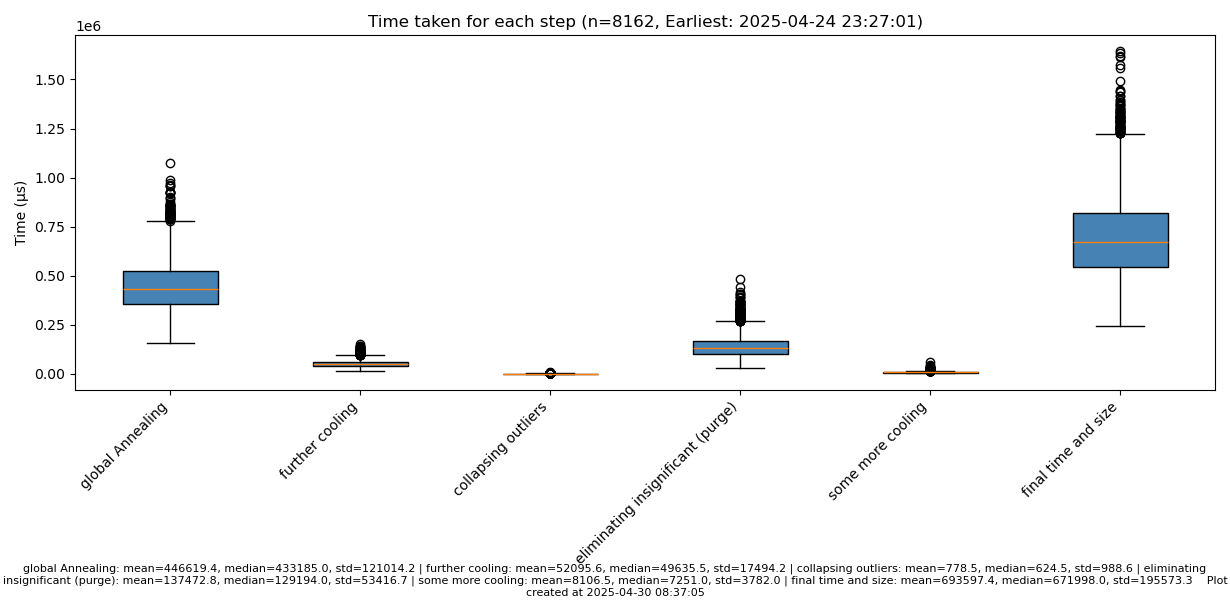 Time taken for each step (n=8162, Earliest: 2025-04-24 23:27:01)
1e6
1.50
1.25
1.00
0.75
0.50
0.25
0.00
Time (µs)
global Annealing
further cooling
collapsing outliers
eliminating insignificant (purge)
some more cooling
final time and size
global Annealing: mean=446619.4, median=433185.0, std=121014.2 | further cooling: mean=52095.6, median=49635.5, std=17494.2 | collapsing outliers: mean=778.5, median=624.5, std=988.6 | eliminating
insignificant (purge): mean=137472.8, median=129194.0, std=53416.7 | some more cooling: mean=8106.5, median=7251.0, std=3782.0 | final time and size: mean=693597.4, median=671998.0, std=195573.3    Plot
created at 2025-04-30 08:37:05